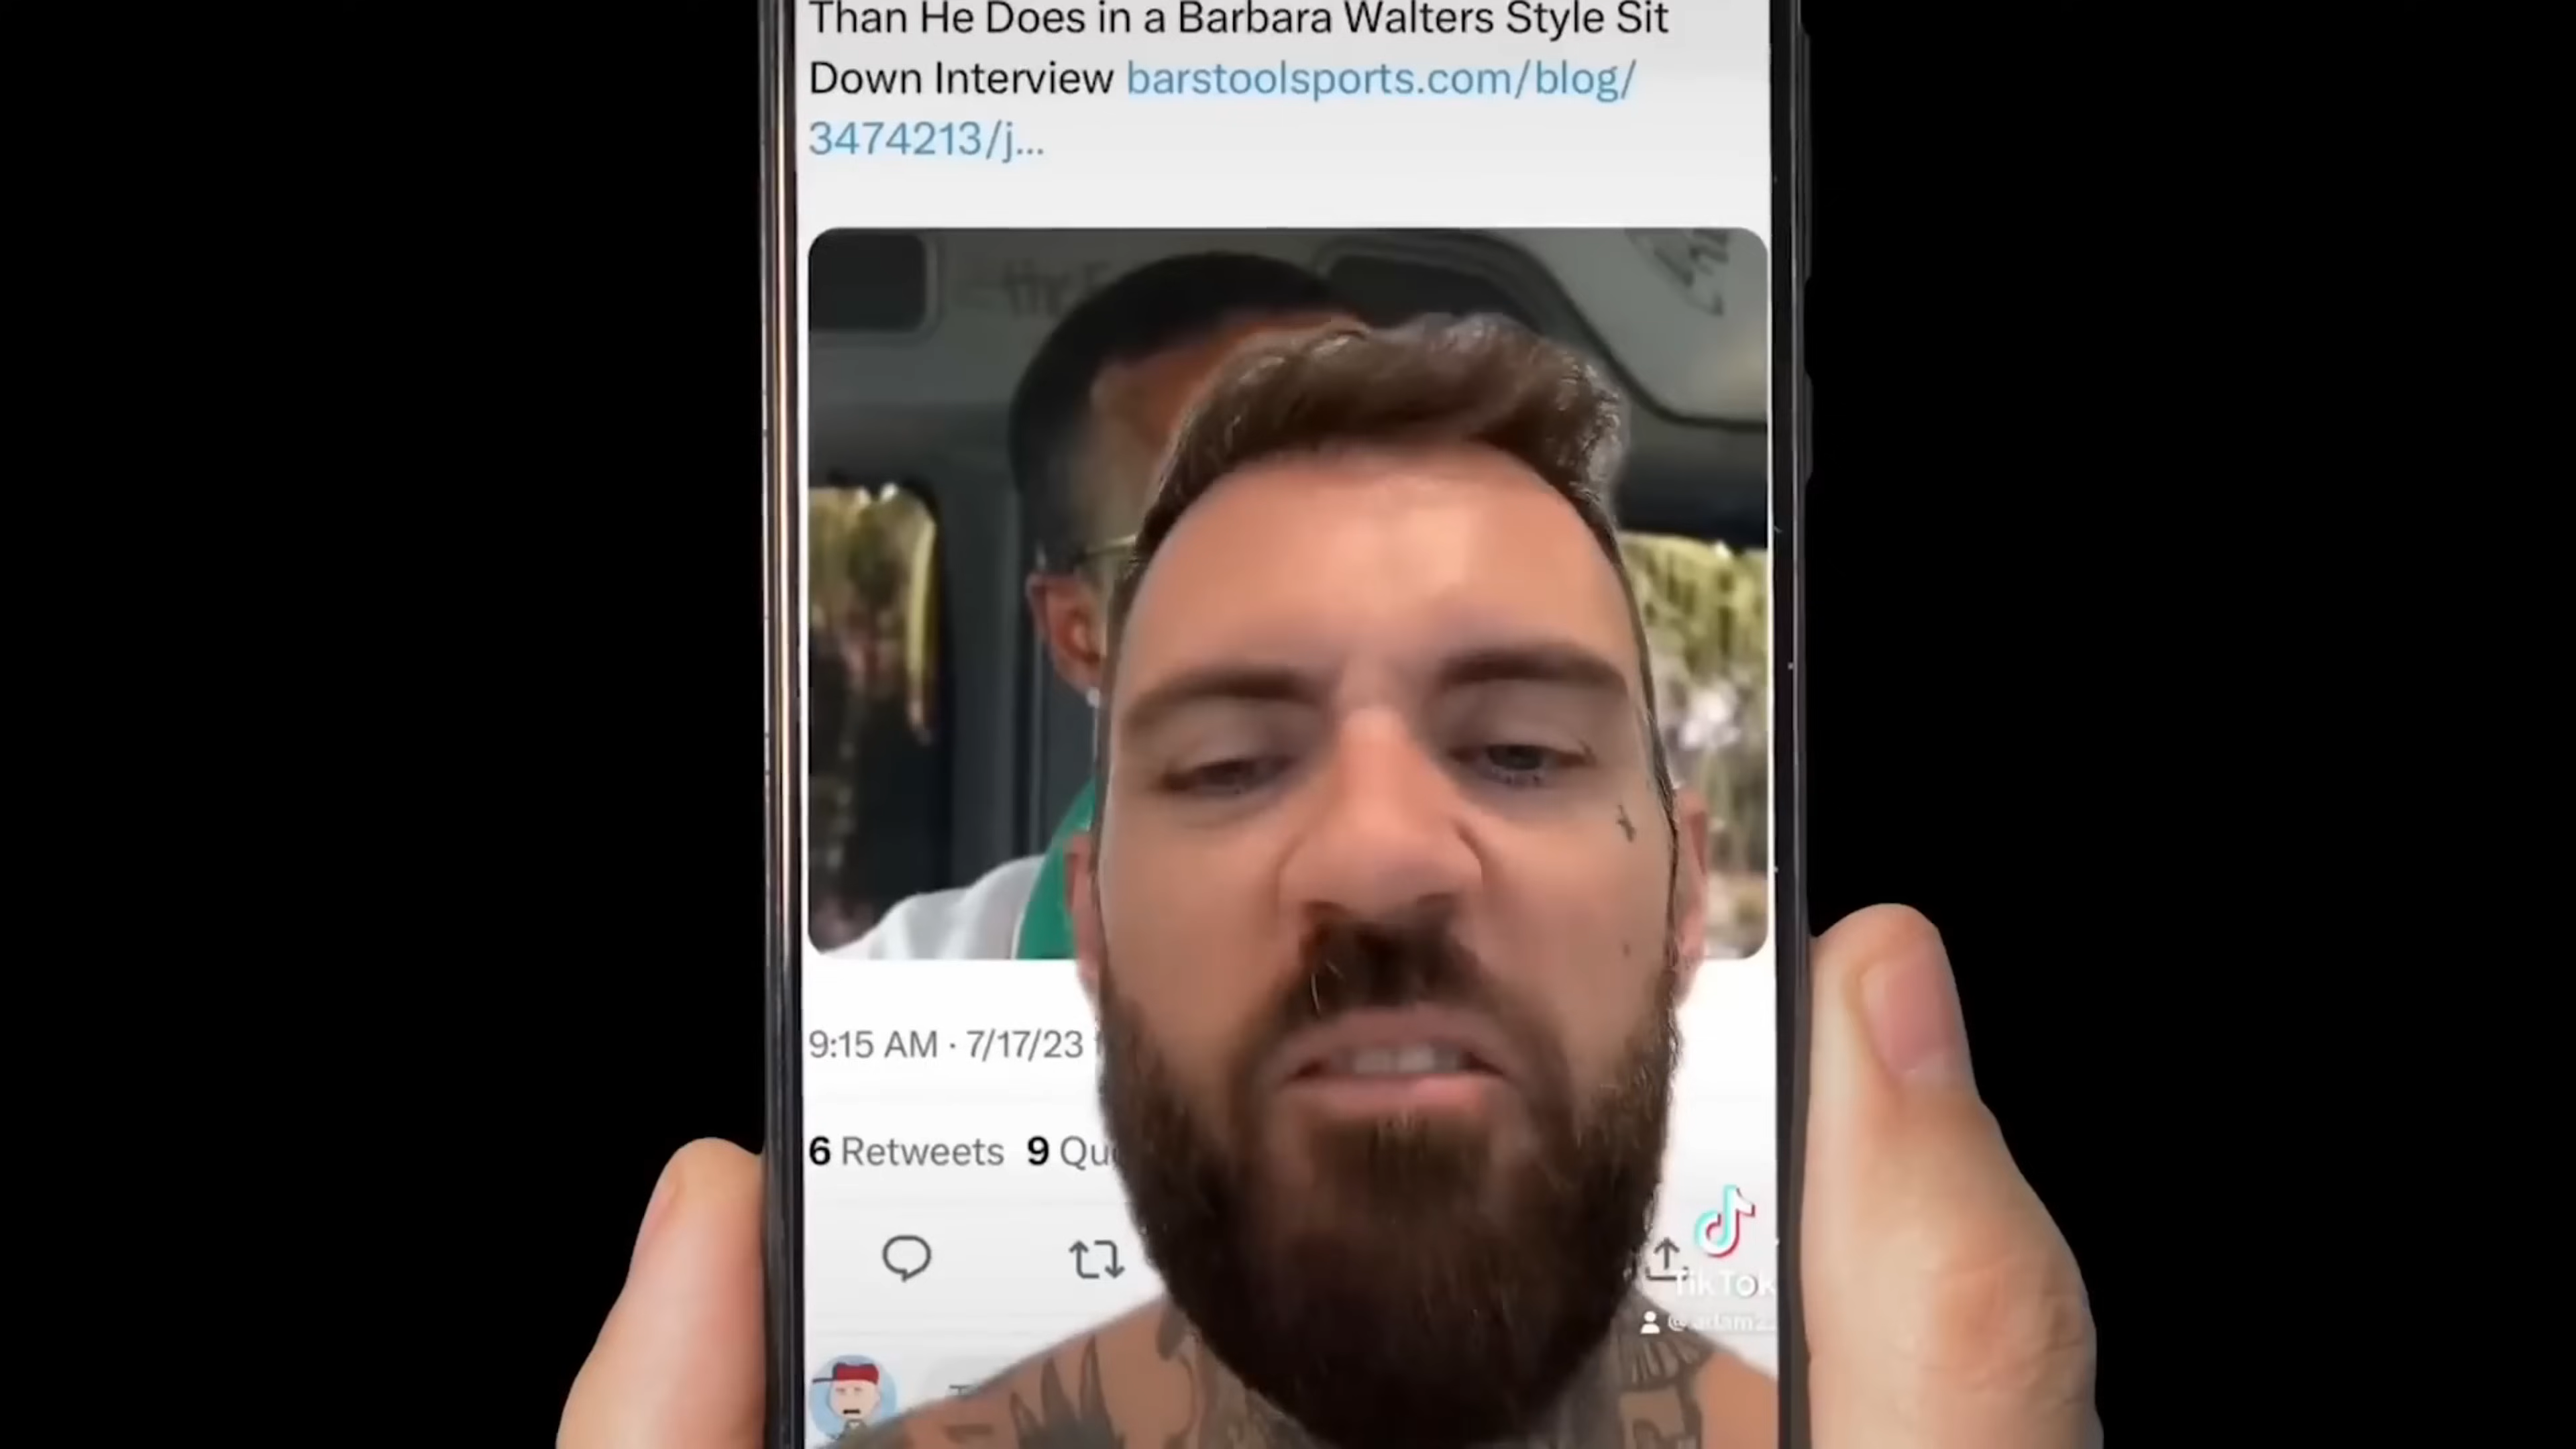 Than He Does in a Barbara Walters Style Sit
Down Interview barstoolsports.com/blog/
3474213/j...
9:15 AM · 7/17/23
6 Retweets 9
TikTok